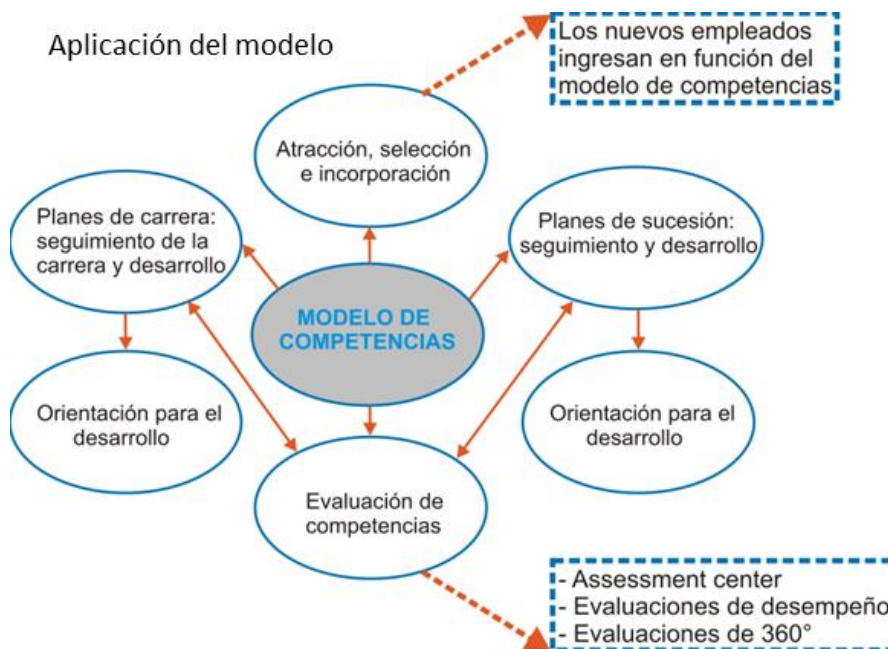 Aplicación del modelo
Los nuevos empleados
ingresan en función del
modelo de competencias
Atracción, selección
e incorporación
Planes de carrera:
seguimiento de la
carrera y desarrollo
Planes de sucesión:
seguimiento y desarrollo
MODELO DE
COMPETENCIAS
Orientación para el
desarrollo
Orientación para el
desarrollo
Evaluación de
competencias
- Assessment center
- Evaluaciones de desempeño
- Evaluaciones de 360°